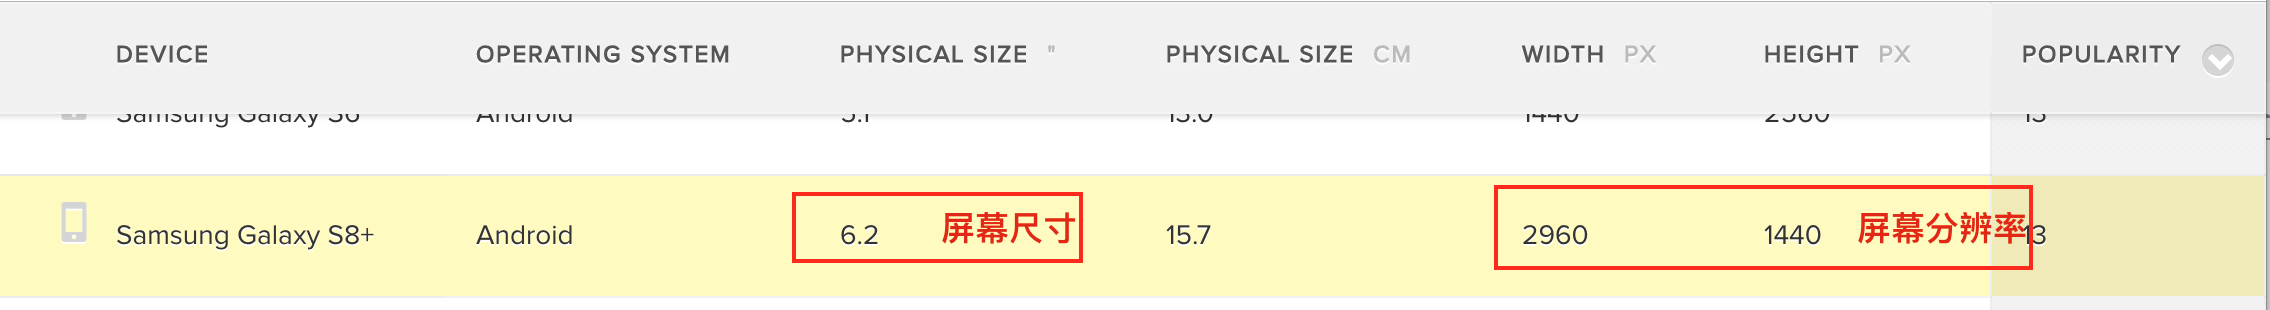 DEVICE OPERATING SYSTEM PHYSICAL SIZE " PHYSICAL SIZE CM WIDTH PX HEIGHT PX POPULARITY
Samsung Galaxy S6 Android 5.1 13.0 1440 2560 13
Samsung Galaxy S8+ Android 6.2 屏幕尺寸 15.7 2960 1440 屏幕分辨率 13